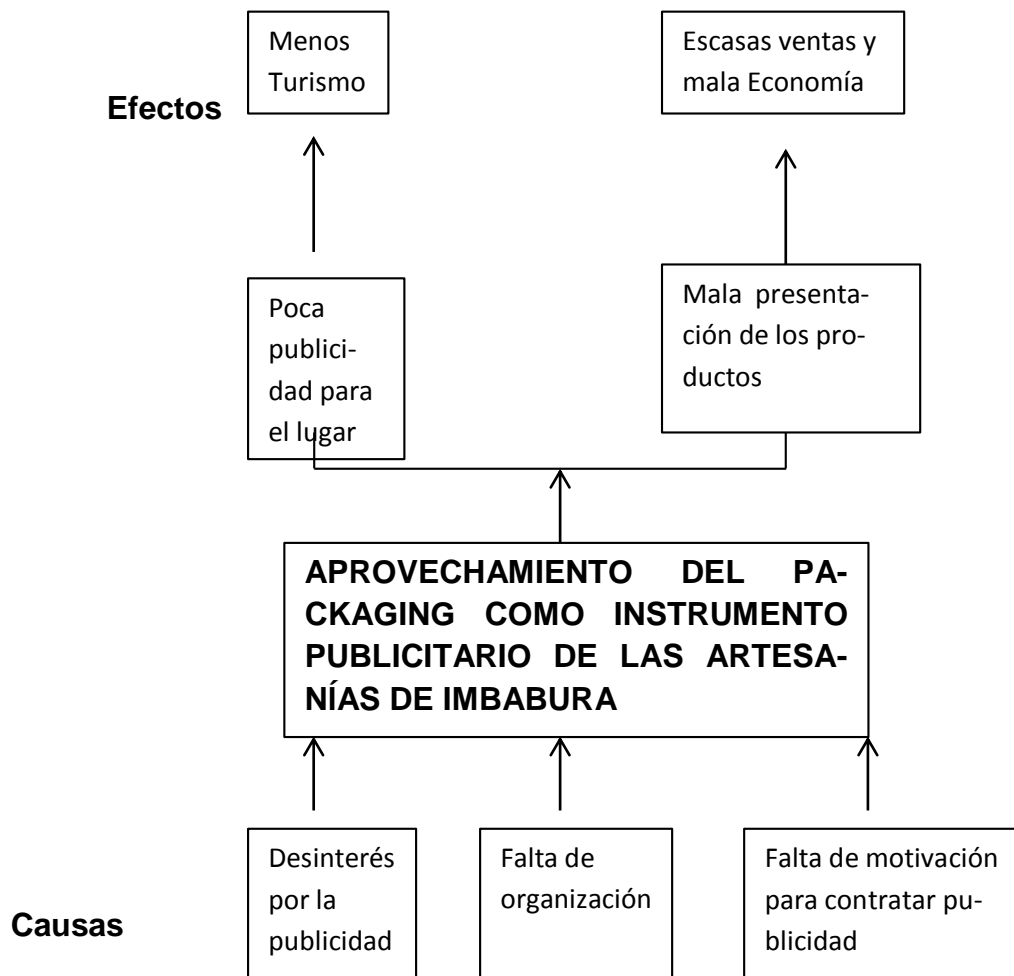 Menos
Turismo
Escasas ventas y
mala Economía
Efectos
Poca
publici-
dad para
el lugar
Mala presenta-
ción de los pro-
ductos
APROVECHAMIENTO DEL PA-
CKAGING COMO INSTRUMENTO
PUBLICITARIO DE LAS ARTESA-
NÍAS DE IMBABURA
Desinterés
por la
publicidad
Falta de
organización
Falta de motivación
para contratar pu-
blicidad
Causas